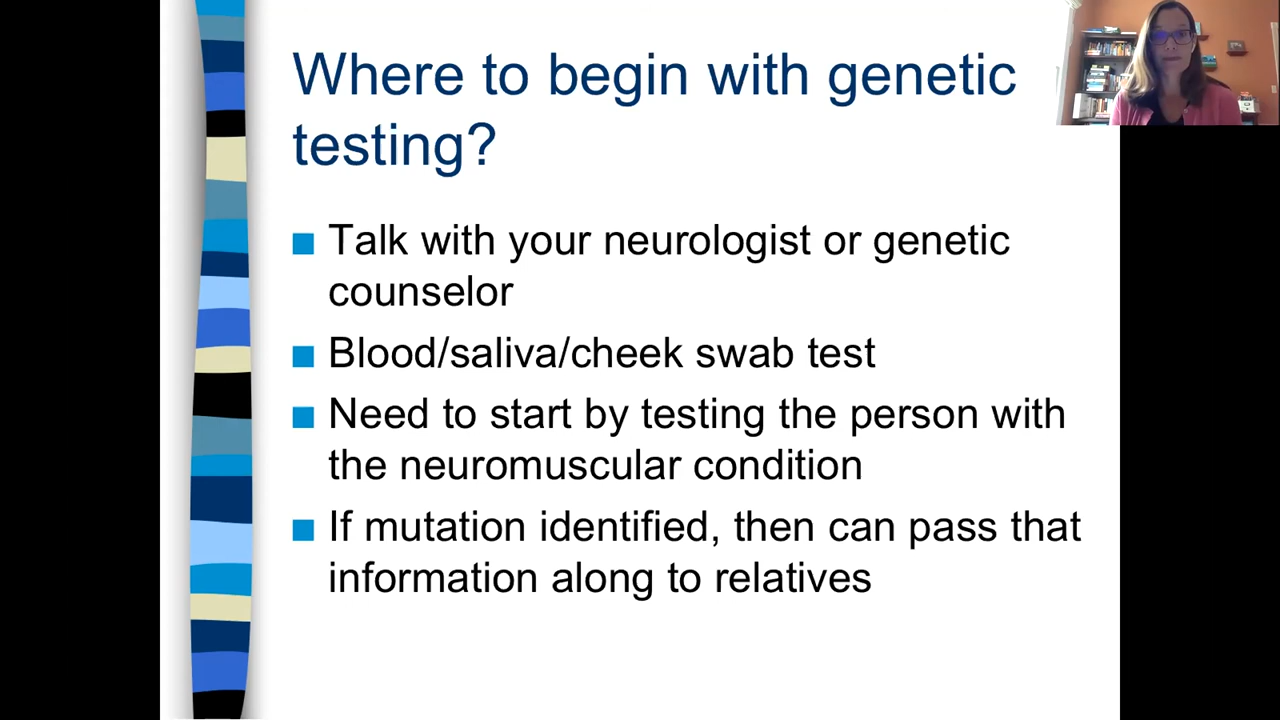 Where to begin with genetic
testing?
Talk with your neurologist or genetic
counselor
Blood/saliva/cheek swab test
Need to start by testing the person with
the neuromuscular condition
If mutation identified, then can pass that
information along to relatives